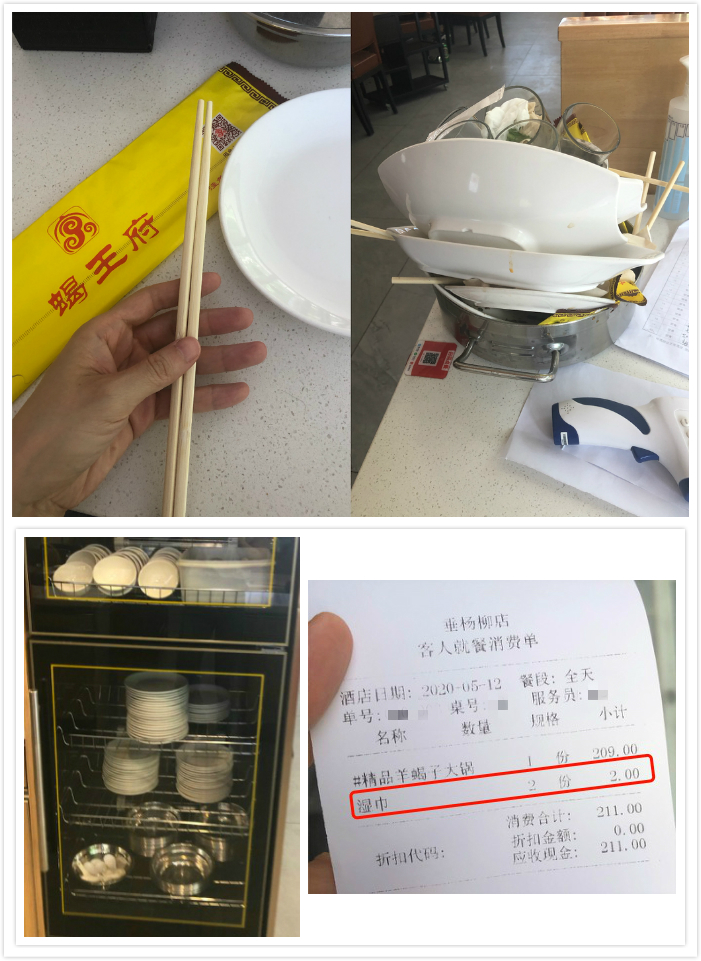 蝎王府
垂杨柳店
客人就餐消费单
酒店日期: 2020-05-12 餐段: 全天
单号: 桌号: 服务员:
名称 数量 规格 小计
#精品羊蝎子大锅 1 份 209.00
湿巾 2 份 2.00
消费合计: 211.00
折扣金额: 0.00
折扣代码: 应收现金: 211.00